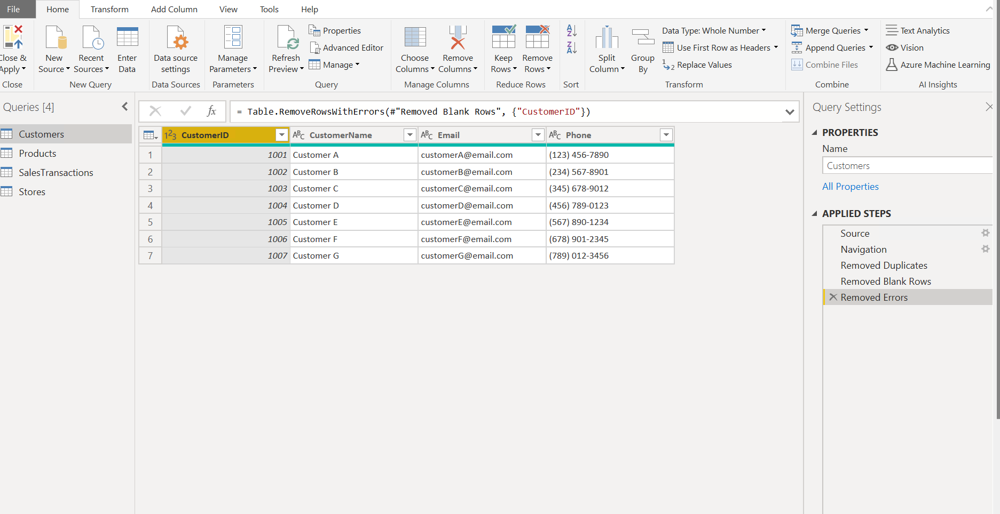 File Home Transform Add Column View Tools Help
Close & Apply
New Source
Recent Sources
Enter Data
Data source settings
Manage Parameters
Refresh Preview
Properties
Advanced Editor
Manage
Choose Columns
Remove Columns
Keep Rows
Remove Rows
Split Column
Group By
Data Type: Whole Number
Use First Row as Headers
Replace Values
Merge Queries
Append Queries
Combine Files
Text Analytics
Vision
Azure Machine Learning
Close New Query Data Sources Parameters Query Manage Columns Reduce Rows Sort Transform Combine AI Insights
Queries [4]
Customers
Products
SalesTransactions
Stores
fx = Table.RemoveRowsWithErrors(#"Removed Blank Rows", {"CustomerID"})
123 CustomerID ABC CustomerName ABC Email ABC Phone
1 1001 Customer A customerA@email.com (123) 456-7890
2 1002 Customer B customerB@email.com (234) 567-8901
3 1003 Customer C customerC@email.com (345) 678-9012
4 1004 Customer D customerD@email.com (456) 789-0123
5 1005 Customer E customerE@email.com (567) 890-1234
6 1006 Customer F customerF@email.com (678) 901-2345
7 1007 Customer G customerG@email.com (789) 012-3456
Query Settings
PROPERTIES
Name
Customers
All Properties
APPLIED STEPS
Source
Navigation
Removed Duplicates
Removed Blank Rows
Removed Errors